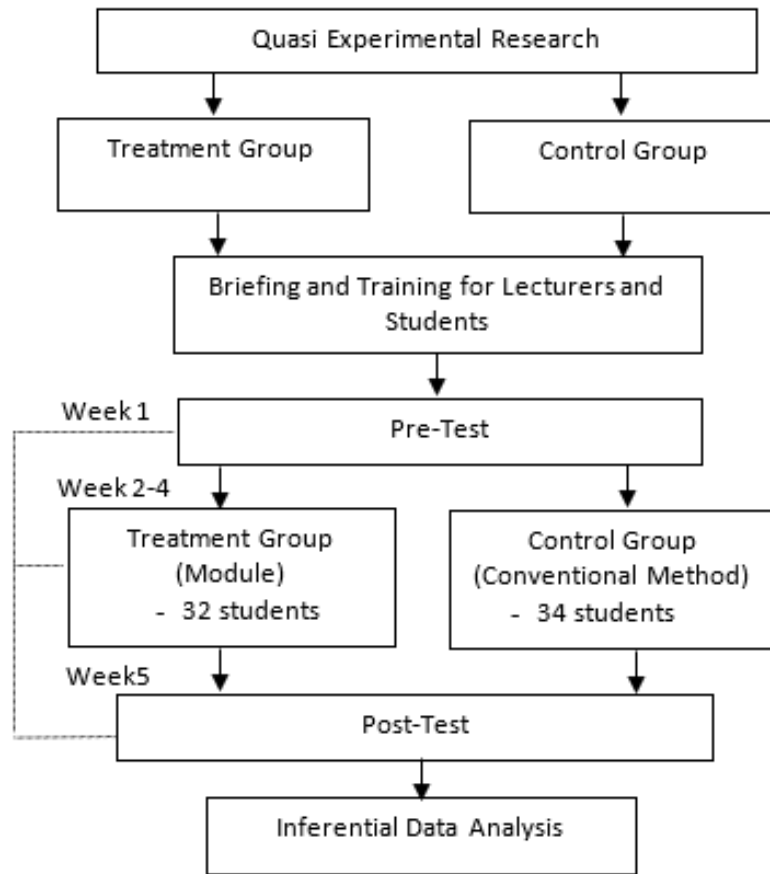 Quasi Experimental Research
Treatment Group
Control Group
Briefing and Training for Lecturers and
Students
Week 1
Pre-Test
Week 2-4
Treatment Group
(Module)
- 32 students
Control Group
(Conventional Method)
- 34 students
Week5
Post-Test
Inferential Data Analysis